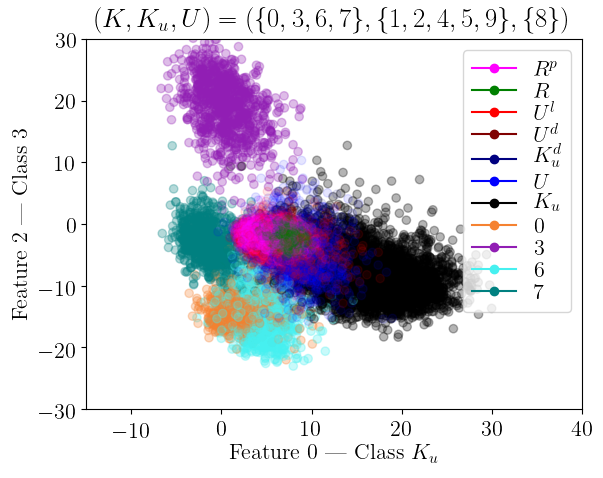 (K, K_u, U) = ({0, 3, 6, 7}, {1, 2, 4, 5, 9}, {8})
30
20
10
0
−10
−20
−30
Feature 2 — Class 3
−10
0
10
20
30
40
Feature 0 — Class K_u
R^p
R
U^l
U^d
K_u^d
U
K_u
0
3
6
7